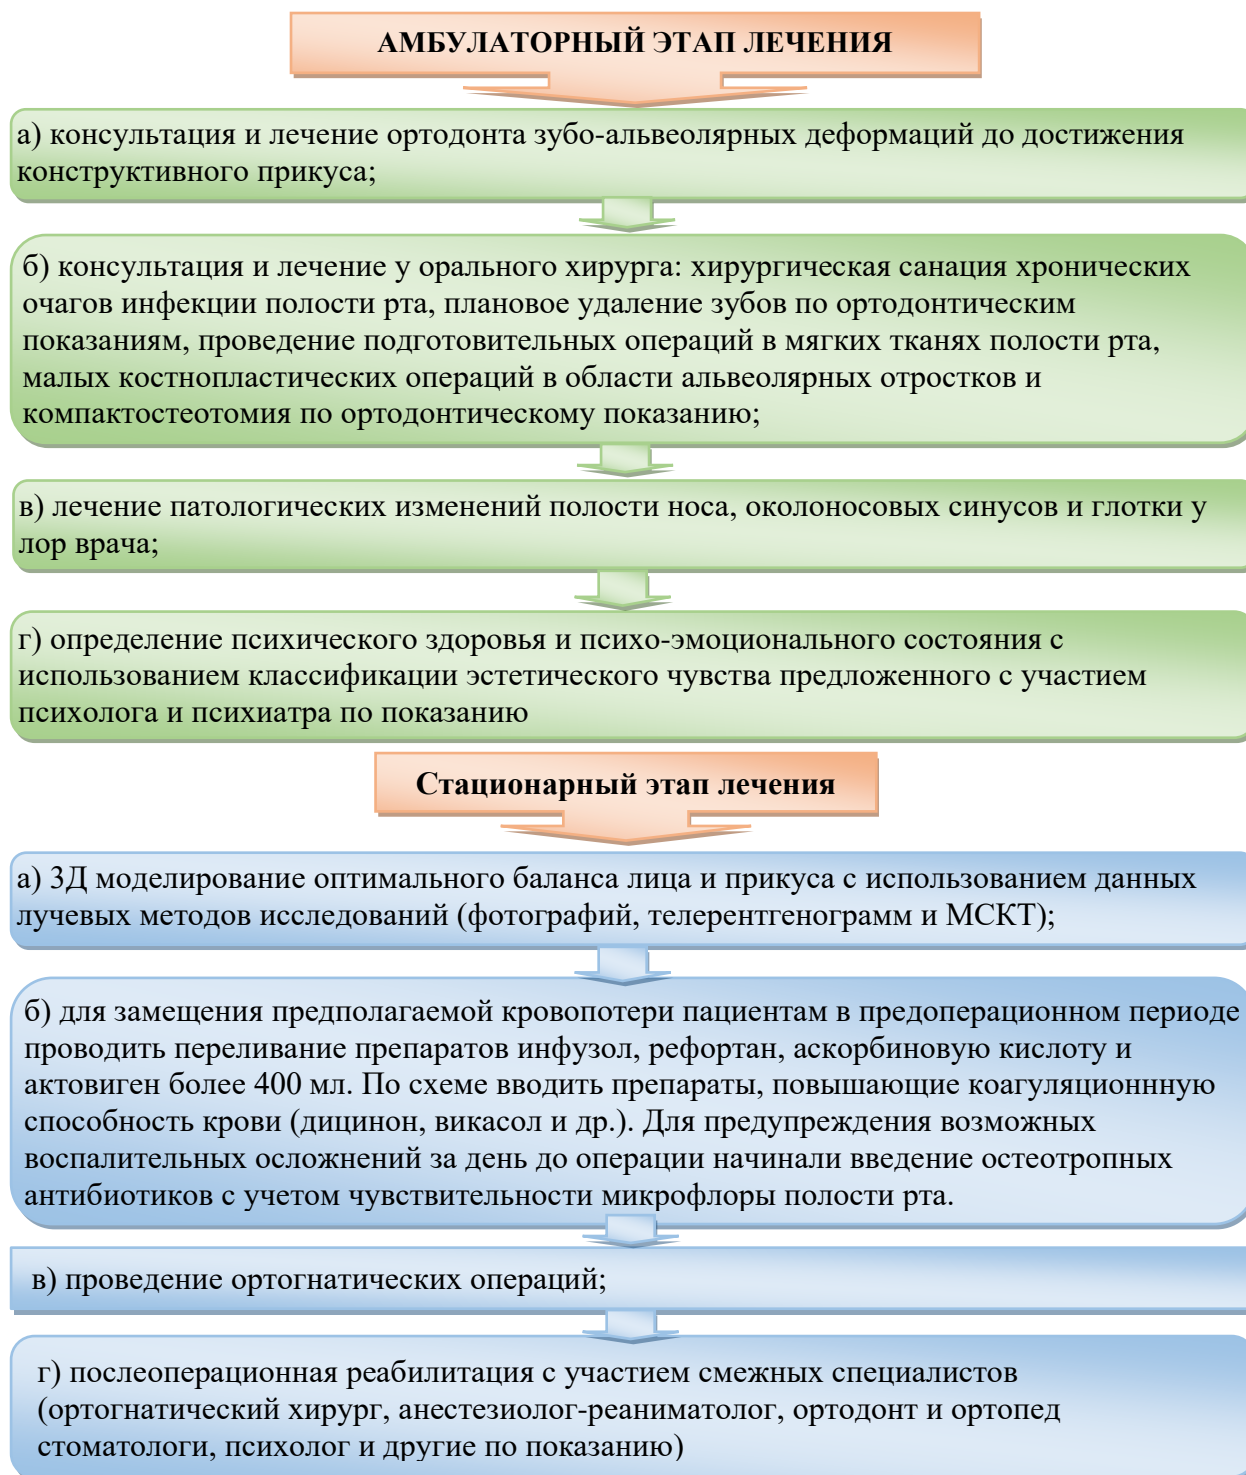 АМБУЛАТОРНЫЙ ЭТАП ЛЕЧЕНИЯ
а) консультация и лечение ортодонта зубо-альвеолярных деформаций до достижения
конструктивного прикуса;
б) консультация и лечение у орального хирурга: хирургическая санация хронических
очагов инфекции полости рта, плановое удаление зубов по ортодонтическим
показаниям, проведение подготовительных операций в мягких тканях полости рта,
малых костнопластических операций в области альвеолярных отростков и
компактостеотомия по ортодонтическому показанию;
в) лечение патологических изменений полости носа, околоносовых синусов и глотки у
лор врача;
г) определение психического здоровья и психо-эмоционального состояния с
использованием классификации эстетического чувства предложенного с участием
психолога и психиатра по показанию
Стационарный этап лечения
а) 3Д моделирование оптимального баланса лица и прикуса с использованием данных
лучевых методов исследований (фотографий, телерентгенограмм и МСКТ);
б) для замещения предполагаемой кровопотери пациентам в предоперационном периоде
проводить переливание препаратов инфузол, рефортан, аскорбиновую кислоту и
актовиген более 400 мл. По схеме вводить препараты, повышающие коагуляционнную
способность крови (дицинон, викасол и др.). Для предупреждения возможных
воспалительных осложнений за день до операции начинали введение остеотропных
антибиотиков с учетом чувствительности микрофлоры полости рта.
в) проведение ортогнатических операций;
г) послеоперационная реабилитация с участием смежных специалистов
(ортогнатический хирург, анестезиолог-реаниматолог, ортодонт и ортопед
стоматологи, психолог и другие по показанию)